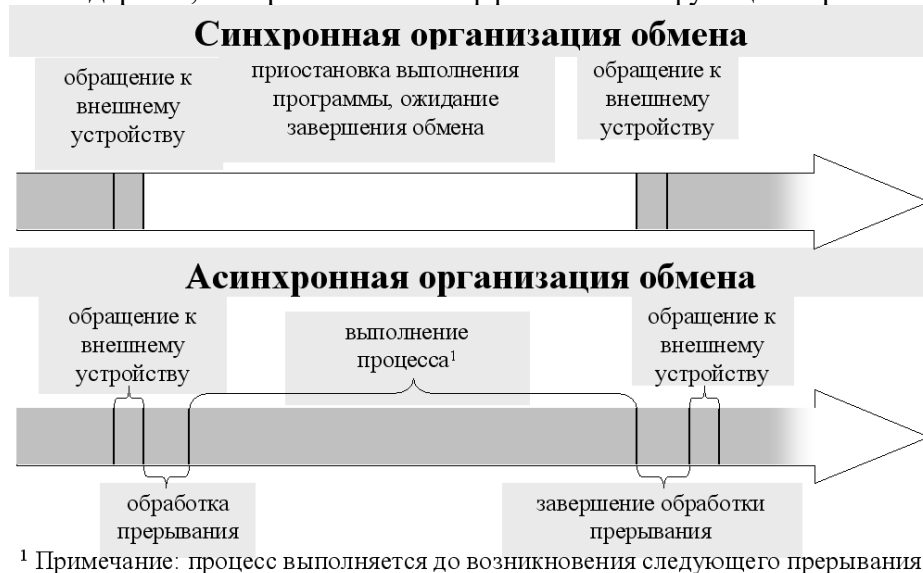 Синхронная организация обмена
обращение к
внешнему
устройству
приостановка выполнения
программы, ожидание
завершения обмена
обращение к
внешнему
устройству
Асинхронная организация обмена
обращение к
внешнему
устройству
выполнение
процесса¹
обращение к
внешнему
устройству
обработка
прерывания
завершение обработки
прерывания
¹ Примечание: процесс выполняется до возникновения следующего прерывания